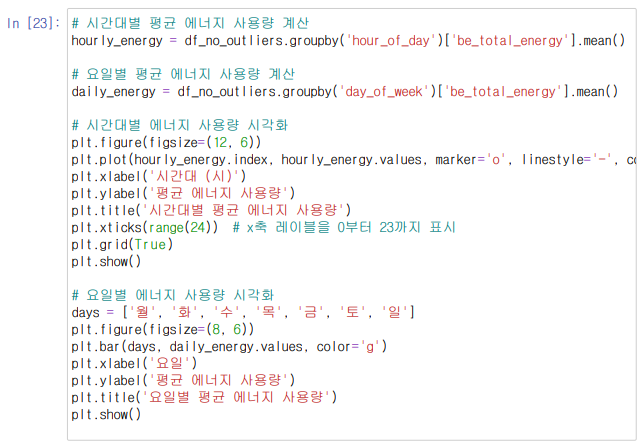 In [23]:
# 시간대별 평균 에너지 사용량 계산
hourly_energy = df_no_outliers.groupby('hour_of_day')['be_total_energy'].mean()
# 요일별 평균 에너지 사용량 계산
daily_energy = df_no_outliers.groupby('day_of_week')['be_total_energy'].mean()
# 시간대별 에너지 사용량 시각화
plt.figure(figsize=(12, 6))
plt.plot(hourly_energy.index, hourly_energy.values, marker='o', linestyle='-', co
plt.xlabel('시간대 (시)')
plt.ylabel('평균 에너지 사용량')
plt.title('시간대별 평균 에너지 사용량')
plt.xticks(range(24))  # x축 레이블을 0부터 23까지 표시
plt.grid(True)
plt.show()
# 요일별 에너지 사용량 시각화
days = ['월', '화', '수', '목', '금', '토', '일']
plt.figure(figsize=(8, 6))
plt.bar(days, daily_energy.values, color='g')
plt.xlabel('요일')
plt.ylabel('평균 에너지 사용량')
plt.title('요일별 평균 에너지 사용량')
plt.show()